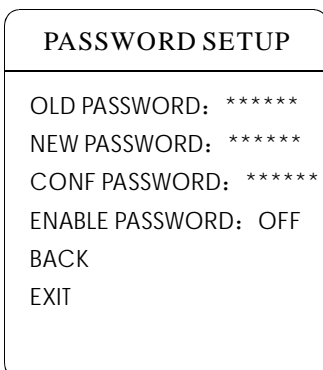 PASSWORD SETUP
OLD PASSWORD：******
NEW PASSWORD：******
CONF PASSWORD：******
ENABLE PASSWORD：OFF
BACK
EXIT